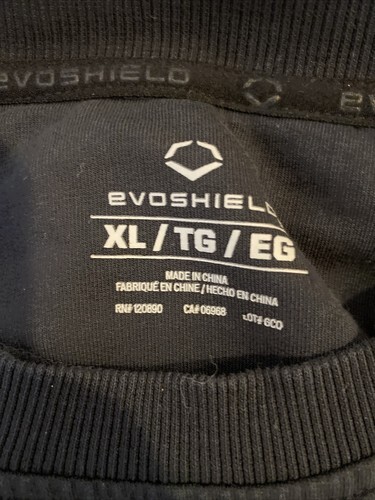 evoSHIELD
evoSHIELD
XL / TG / EG
MADE IN CHINA
FABRIQUÉ EN CHINE / HECHO EN CHINA
RN# 120890 CA# 06968 LOT# GCO